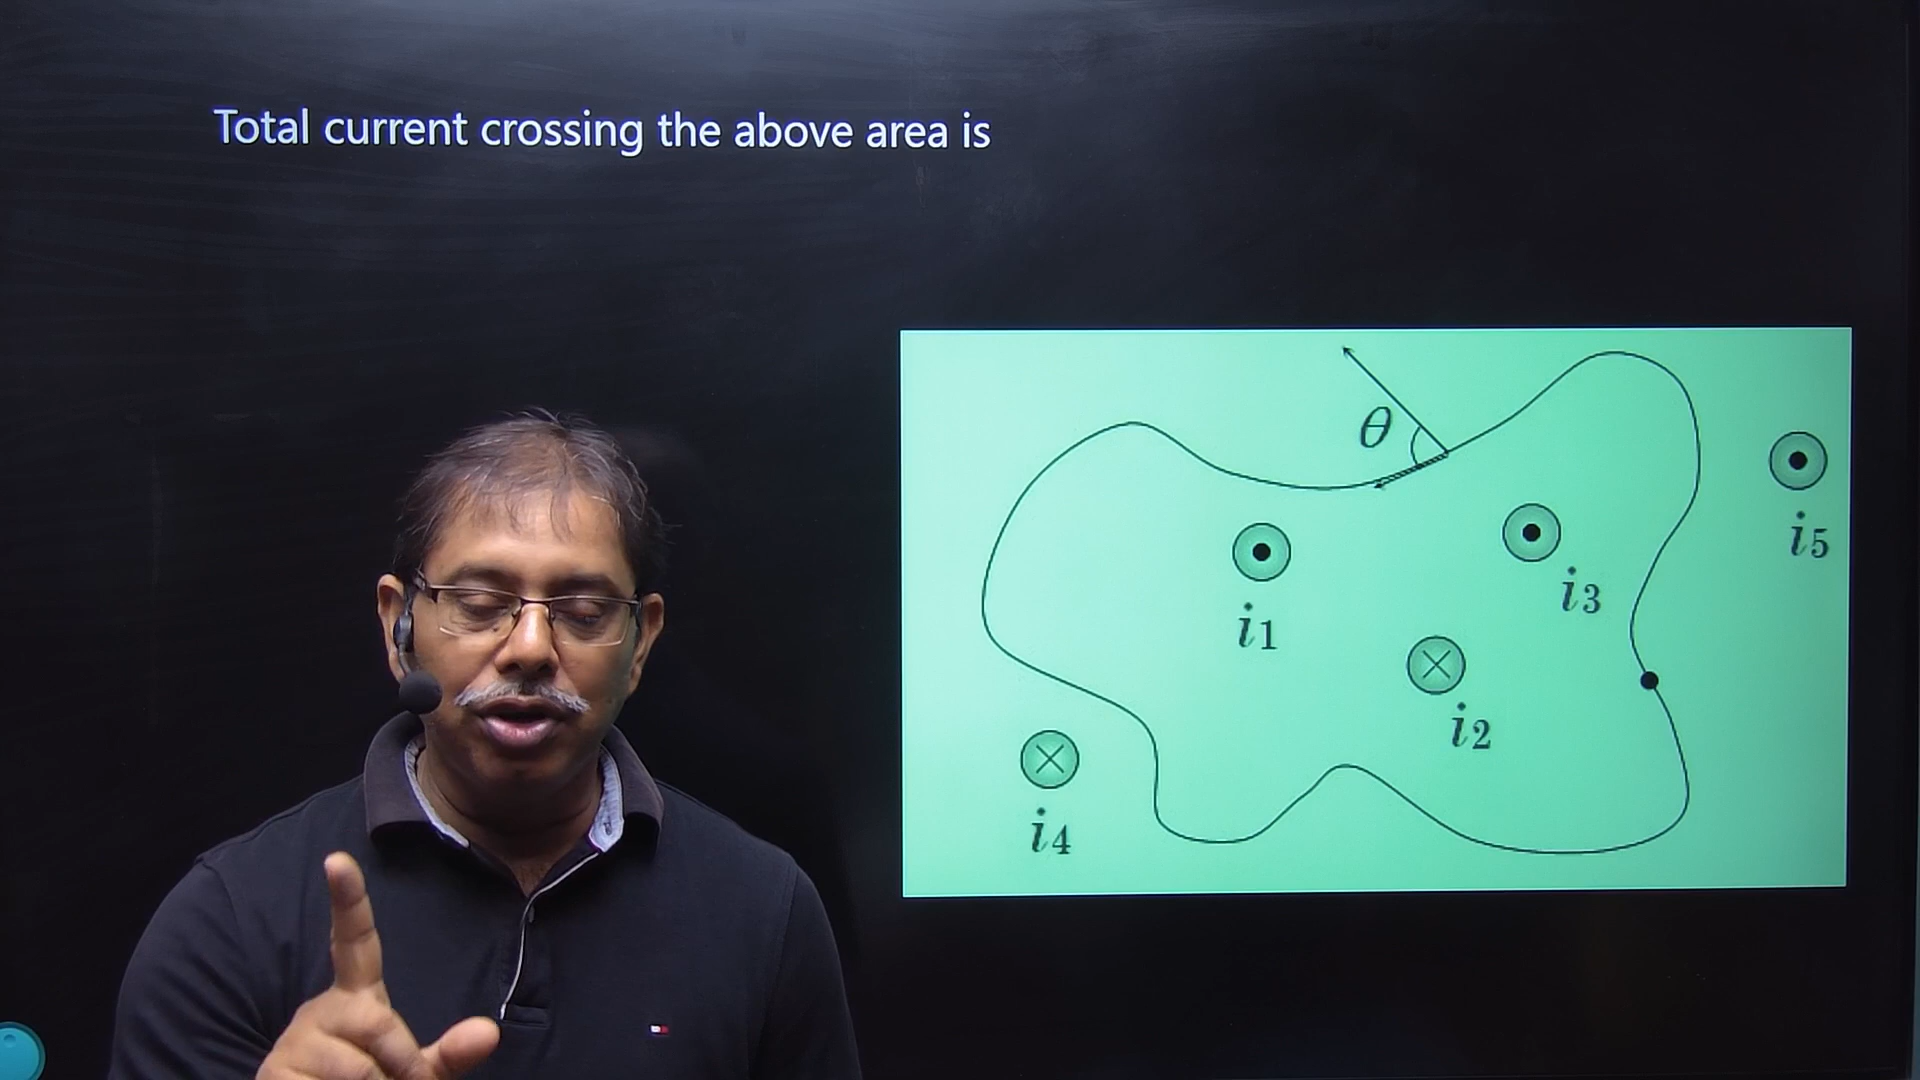 Total current crossing the above area is
θ
i5
i3
i1
i2
i4